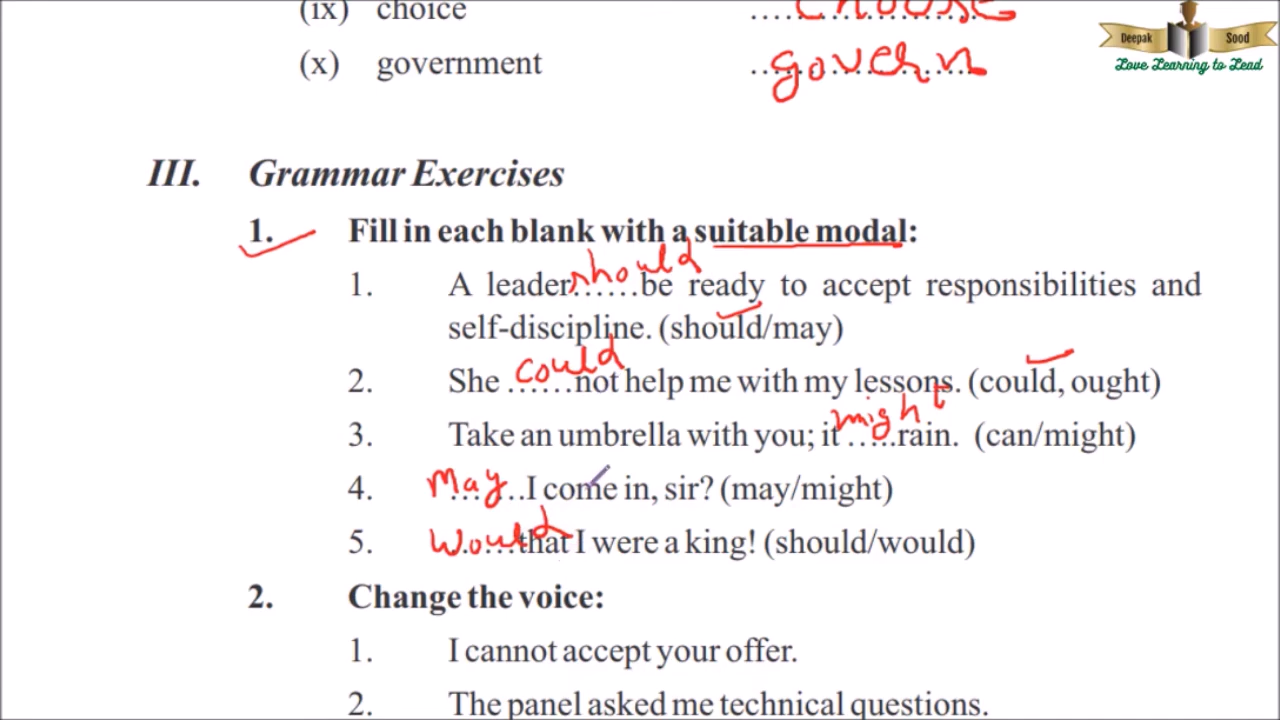 (ix) choice ................ choose
Deepak Sood
Love Learning to Lead
(x) government ................ govern
III. Grammar Exercises
1. Fill in each blank with a suitable modal:
1. A leader should be ready to accept responsibilities and
self-discipline. (should/may)
2. She could not help me with my lessons. (could, ought)
3. Take an umbrella with you; it might rain. (can/might)
4. May I come in, sir? (may/might)
5. Would that I were a king! (should/would)
2. Change the voice:
1. I cannot accept your offer.
2. The panel asked me technical questions.